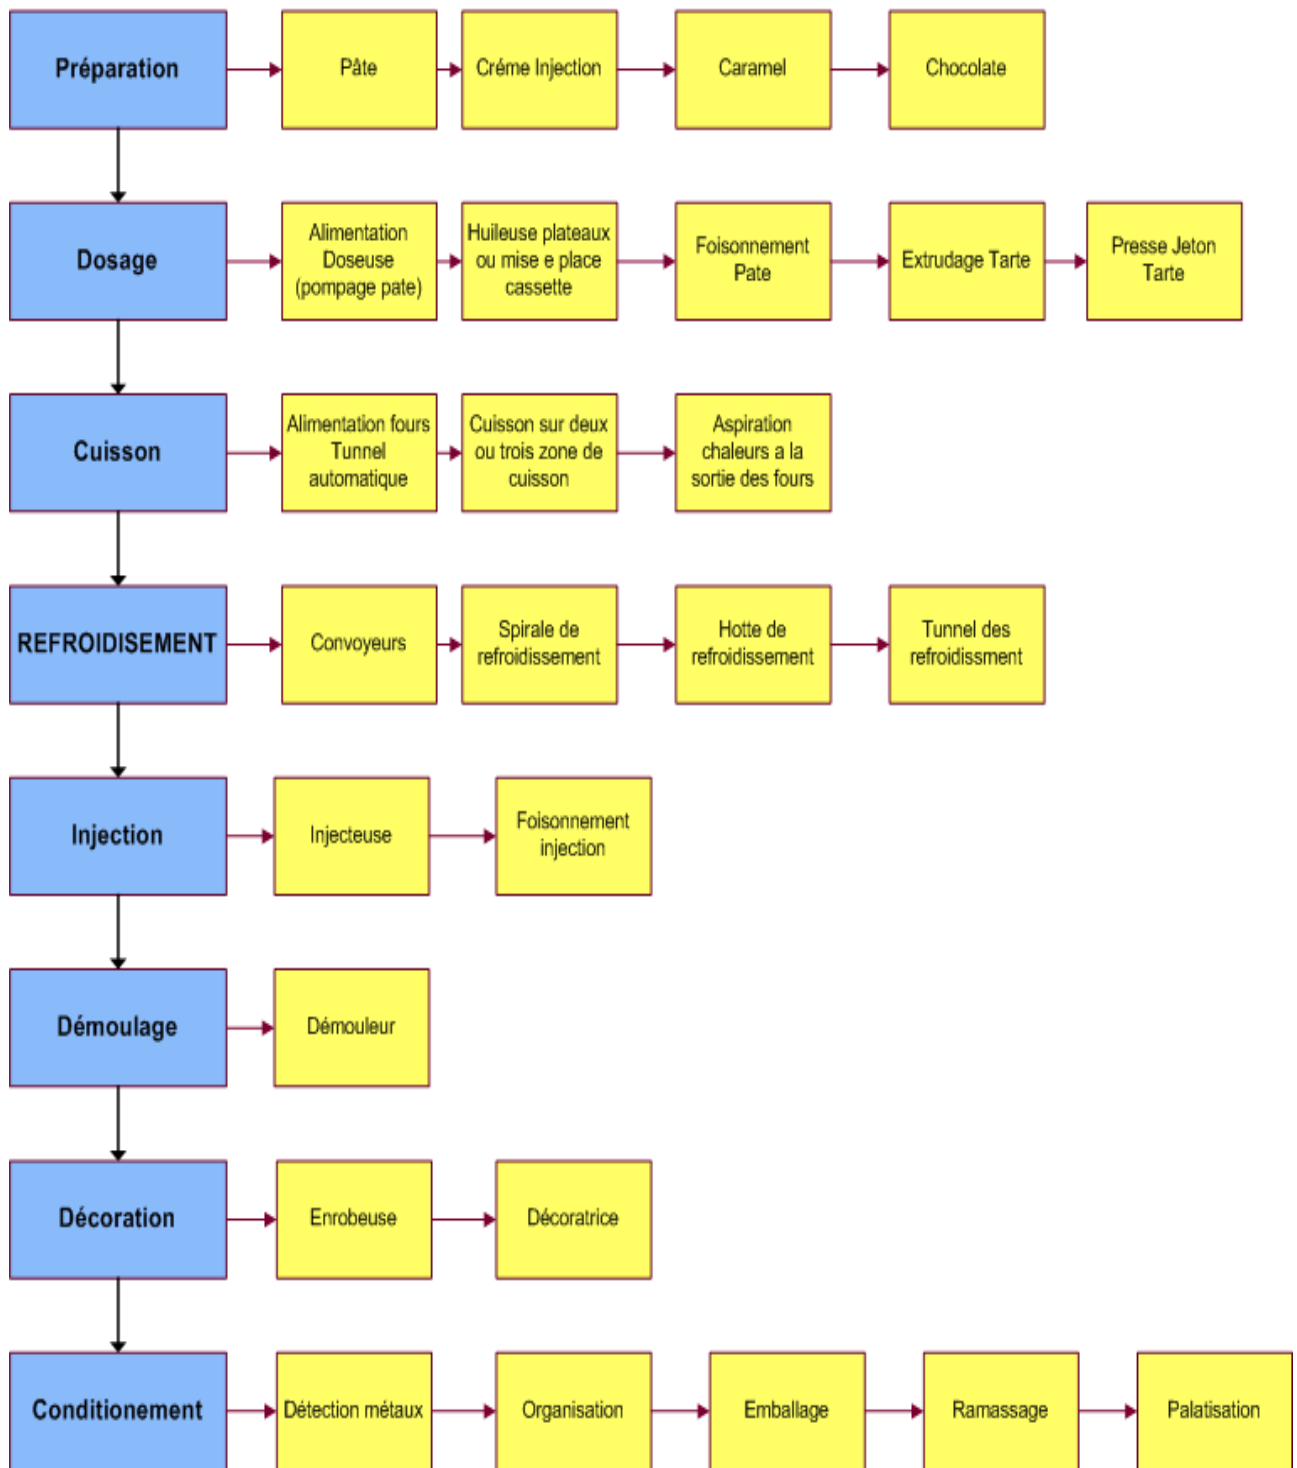 Préparation
Pâte
Créme Injection
Caramel
Chocolate
Dosage
Alimentation
Doseuse
(pompage pate)
Huileuse plateaux
ou mise e place
cassette
Foisonnement
Pate
Extrudage Tarte
Presse Jeton
Tarte
Cuisson
Alimentation fours
Tunnel
automatique
Cuisson sur deux
ou trois zone de
cuisson
Aspiration
chaleurs a la
sortie des fours
REFROIDISEMENT
Convoyeurs
Spirale de
refroidissement
Hotte de
refroidissement
Tunnel des
refroidissment
Injection
Injecteuse
Foisonnement
injection
Démoulage
Démouleur
Décoration
Enrobeuse
Décoratrice
Conditionement
Détection métaux
Organisation
Emballage
Ramassage
Palatisation